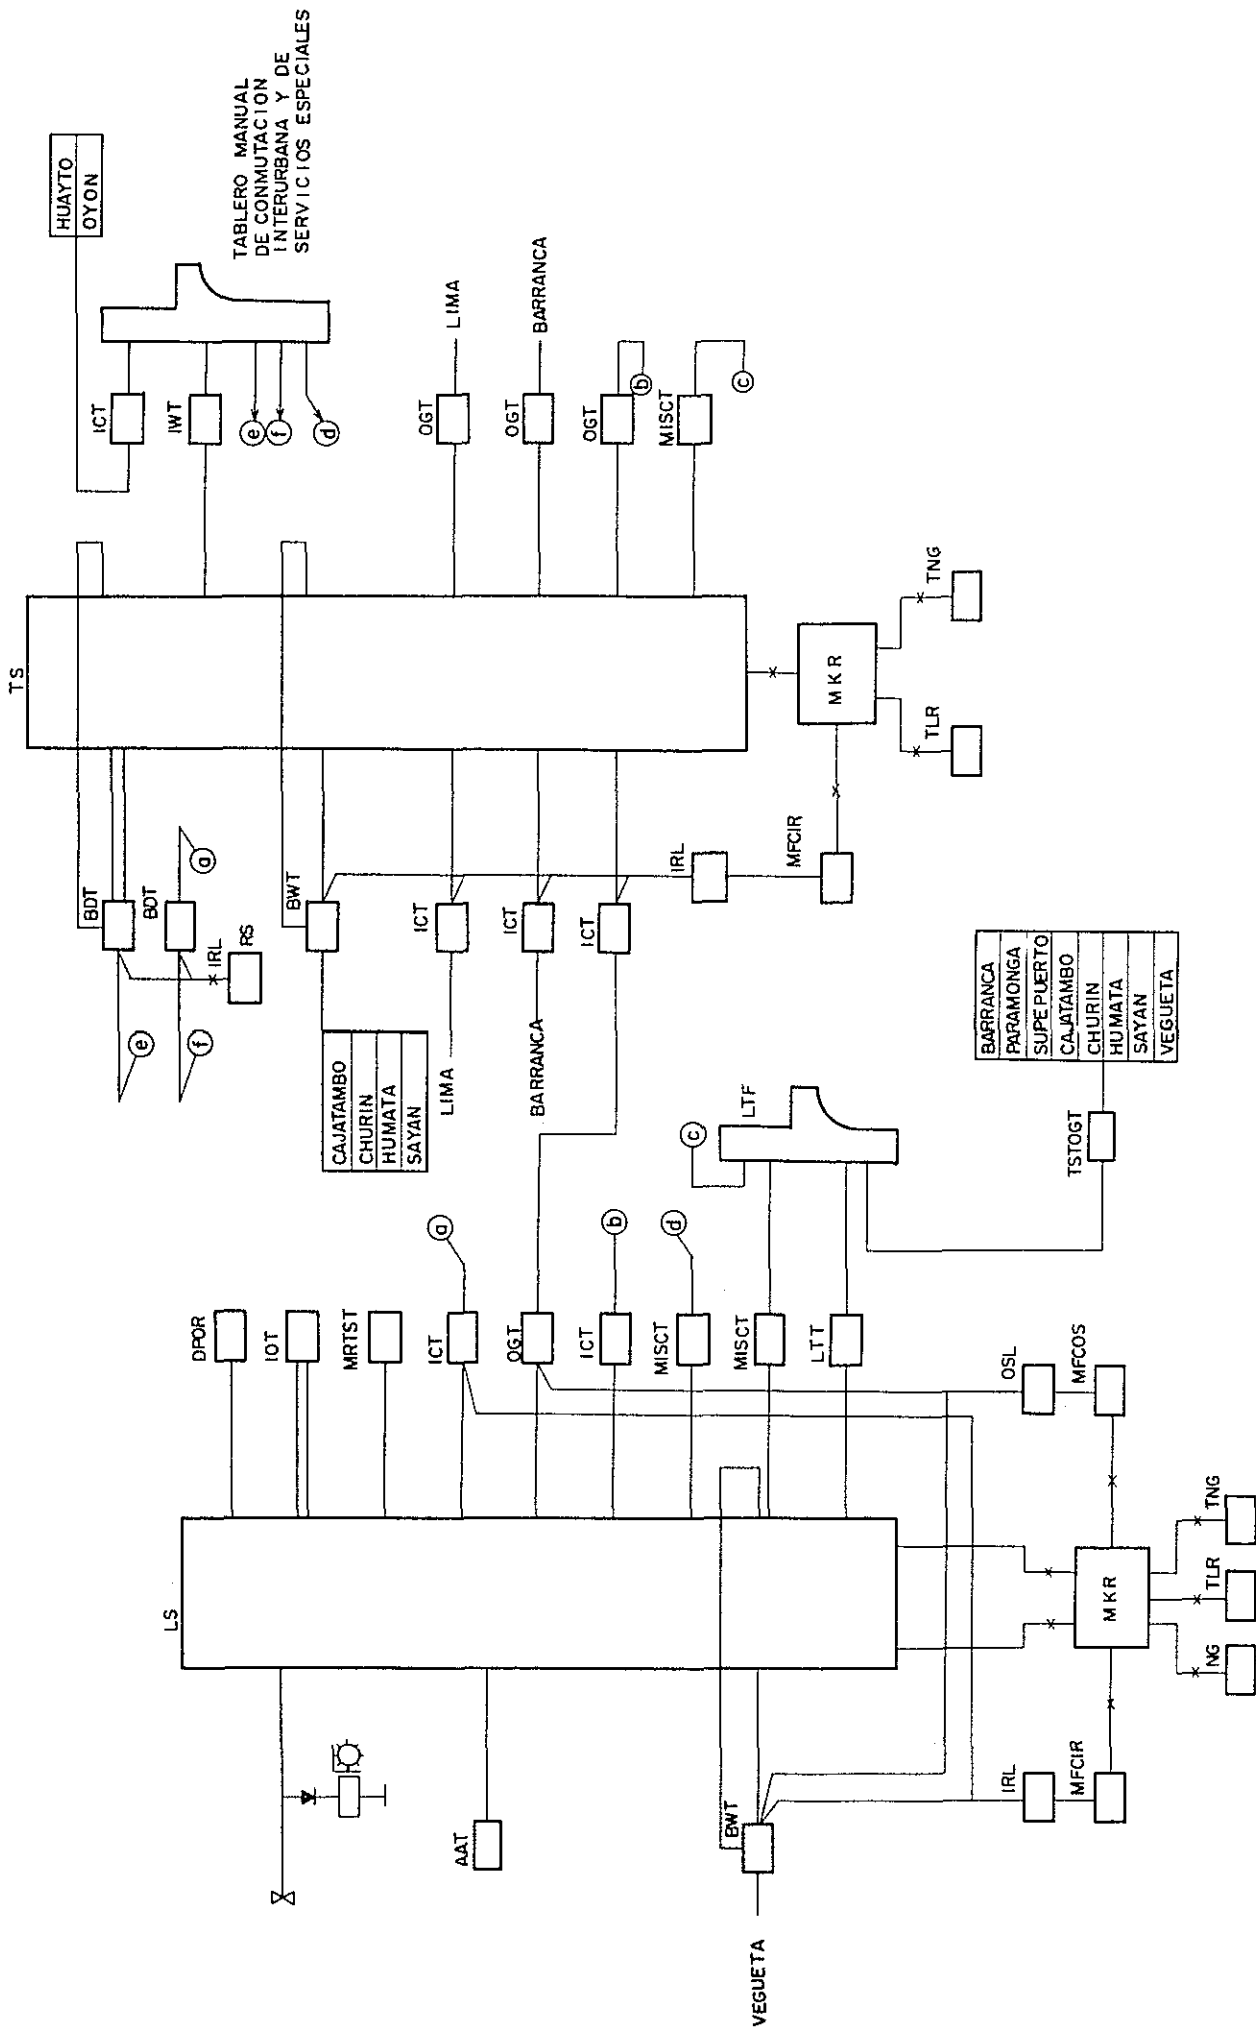 TS
HUAYTO
OYON
TABLERO MANUAL
DE CONMUTACION
INTERURBANA Y DE
SERVICIOS ESPECIALES
ICT
IWT
e
f
d
OGT
LIMA
OGT
BARRANCA
OGT
b
MISCT
c
BDT
BDT
a
IRL
RS
e
f
BWT
CAJATAMBO
CHURIN
HUMATA
SAYAN
ICT
LIMA
ICT
BARRANCA
ICT
IRL
MFCIR
MKR
TLR
TNG
LS
DPOR
IOT
MRTST
ICT
a
OGT
ICT
b
MISCT
d
MISCT
LTT
c
LTF
TSTOGT
BARRANCA
PARAMONGA
SUPE PUERTO
CAJATAMBO
CHURIN
HUMATA
SAYAN
VEGUETA
AAT
BWT
VEGUETA
IRL
MFCIR
OSL
MFCOS
MKR
NG
TLR
TNG